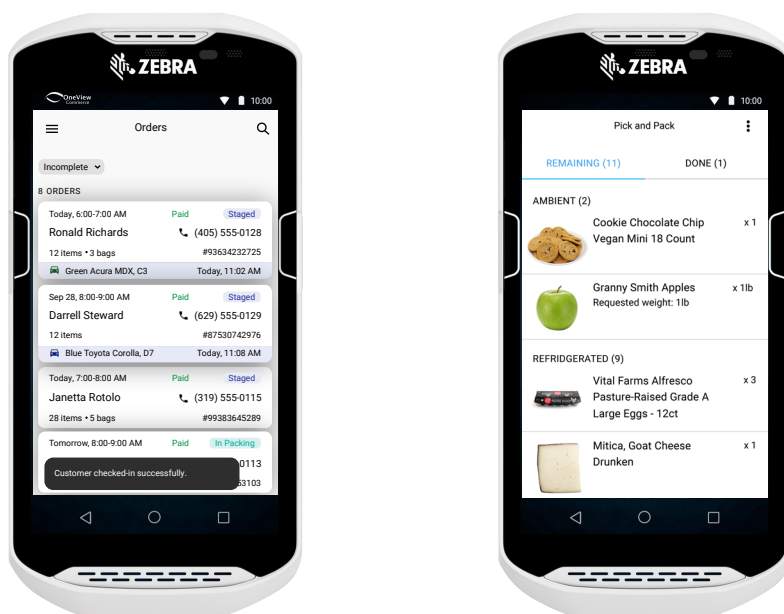 ZEBRA
OneView
Commerce
10:00
Orders
Incomplete
8 ORDERS
Today, 6:00-7:00 AM Paid Staged
Ronald Richards (405) 555-0128
12 items • 3 bags #93634232725
Green Acura MDX, C3 Today, 11:02 AM
Sep 28, 8:00-9:00 AM Paid Staged
Darrell Steward (629) 555-0129
12 items #87530742976
Blue Toyota Corolla, D7 Today, 11:08 AM
Today, 7:00-8:00 AM Paid Staged
Janetta Rotolo (319) 555-0115
28 items • 5 bags #99383645289
Tomorrow, 8:00-9:00 AM Paid In Packing
0113
Customer checked-in successfully.
53103
ZEBRA
10:00
Pick and Pack
REMAINING (11) DONE (1)
AMBIENT (2)
Cookie Chocolate Chip x 1
Vegan Mini 18 Count
Granny Smith Apples x 1lb
Requested weight: 1lb
REFRIDGERATED (9)
Vital Farms Alfresco x 3
Pasture-Raised Grade A
Large Eggs - 12ct
Mitica, Goat Cheese x 1
Drunken